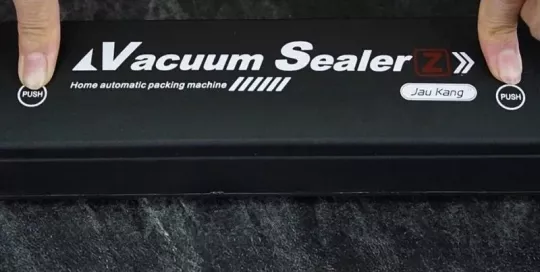 Vacuum Sealer Z
Home automatic packing machine
Jau Kang
PUSH
PUSH